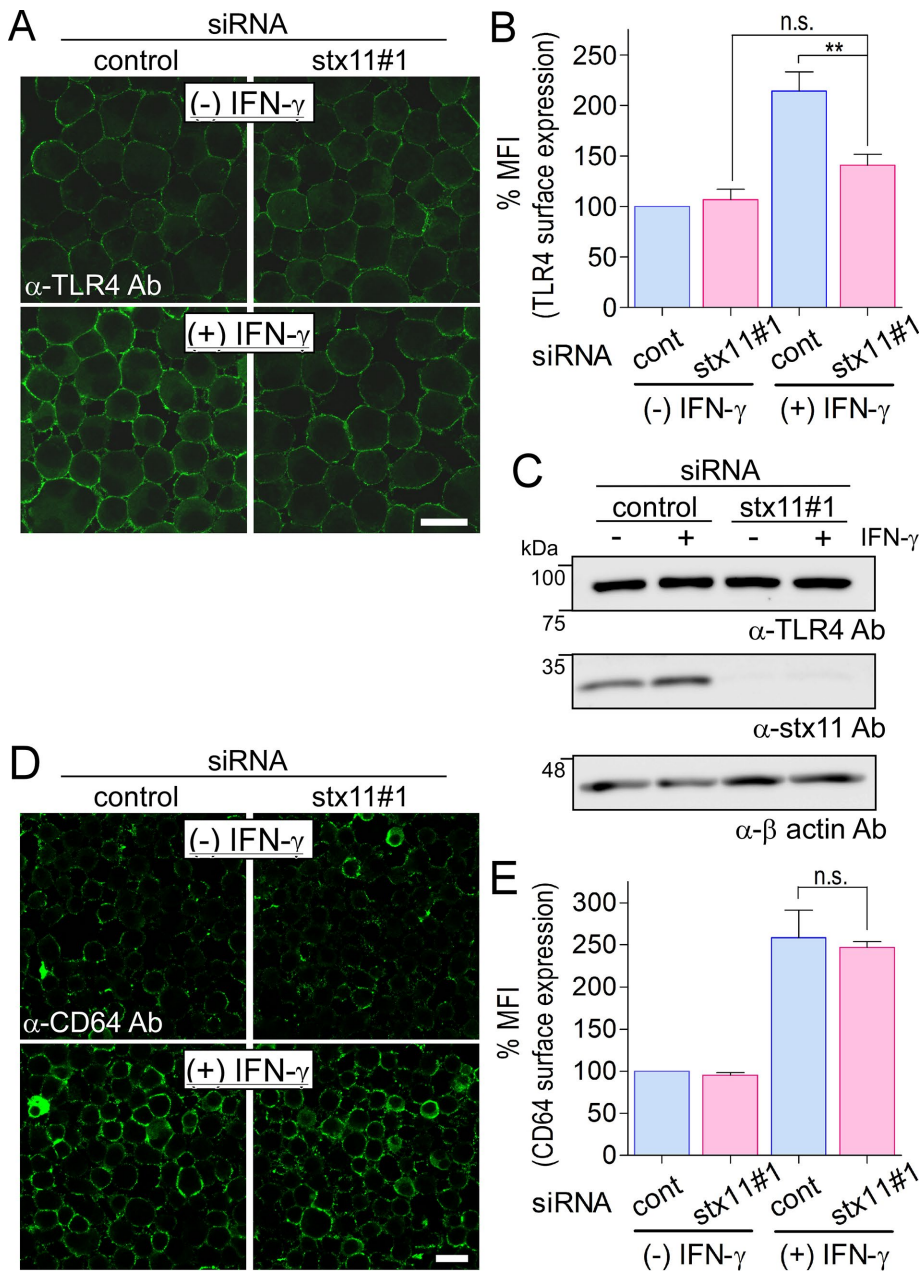 A
siRNA
control stx11#1
(-) IFN-γ
α-TLR4 Ab
(+) IFN-γ
B
n.s.
**
% MFI
(TLR4 surface expression)
250
200
150
100
50
0
siRNA cont stx11#1 cont stx11#1
(-) IFN-γ (+) IFN-γ
C
siRNA
control stx11#1
kDa - + - + IFN-γ
100
75
α-TLR4 Ab
35
α-stx11 Ab
48
α-β actin Ab
D
siRNA
control stx11#1
(-) IFN-γ
α-CD64 Ab
(+) IFN-γ
E
n.s.
% MFI
(CD64 surface expression)
300
250
200
150
100
50
0
siRNA cont stx11#1 cont stx11#1
(-) IFN-γ (+) IFN-γ